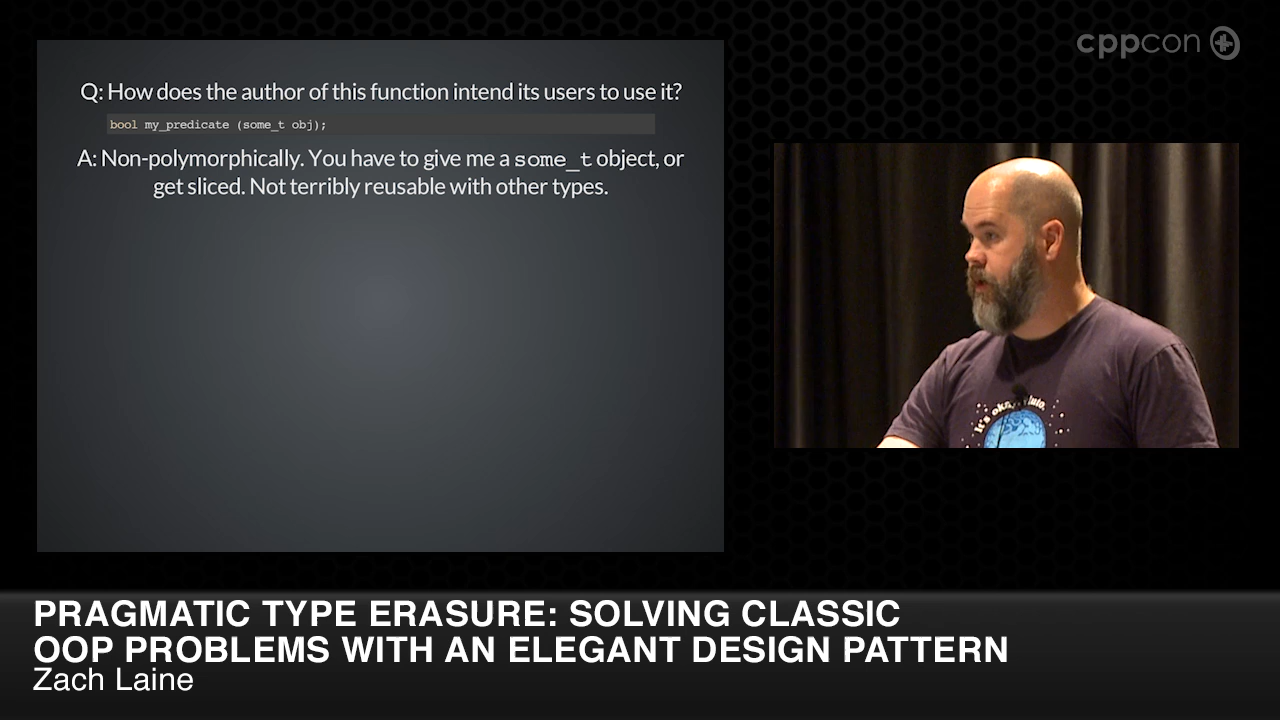 cppcon
Q: How does the author of this function intend its users to use it?
bool my_predicate (some_t obj);
A: Non-polymorphically. You have to give me a some_t object, or
get sliced. Not terribly reusable with other types.
It's okay,
PRAGMATIC TYPE ERASURE: SOLVING CLASSIC
OOP PROBLEMS WITH AN ELEGANT DESIGN PATTERN
Zach Laine